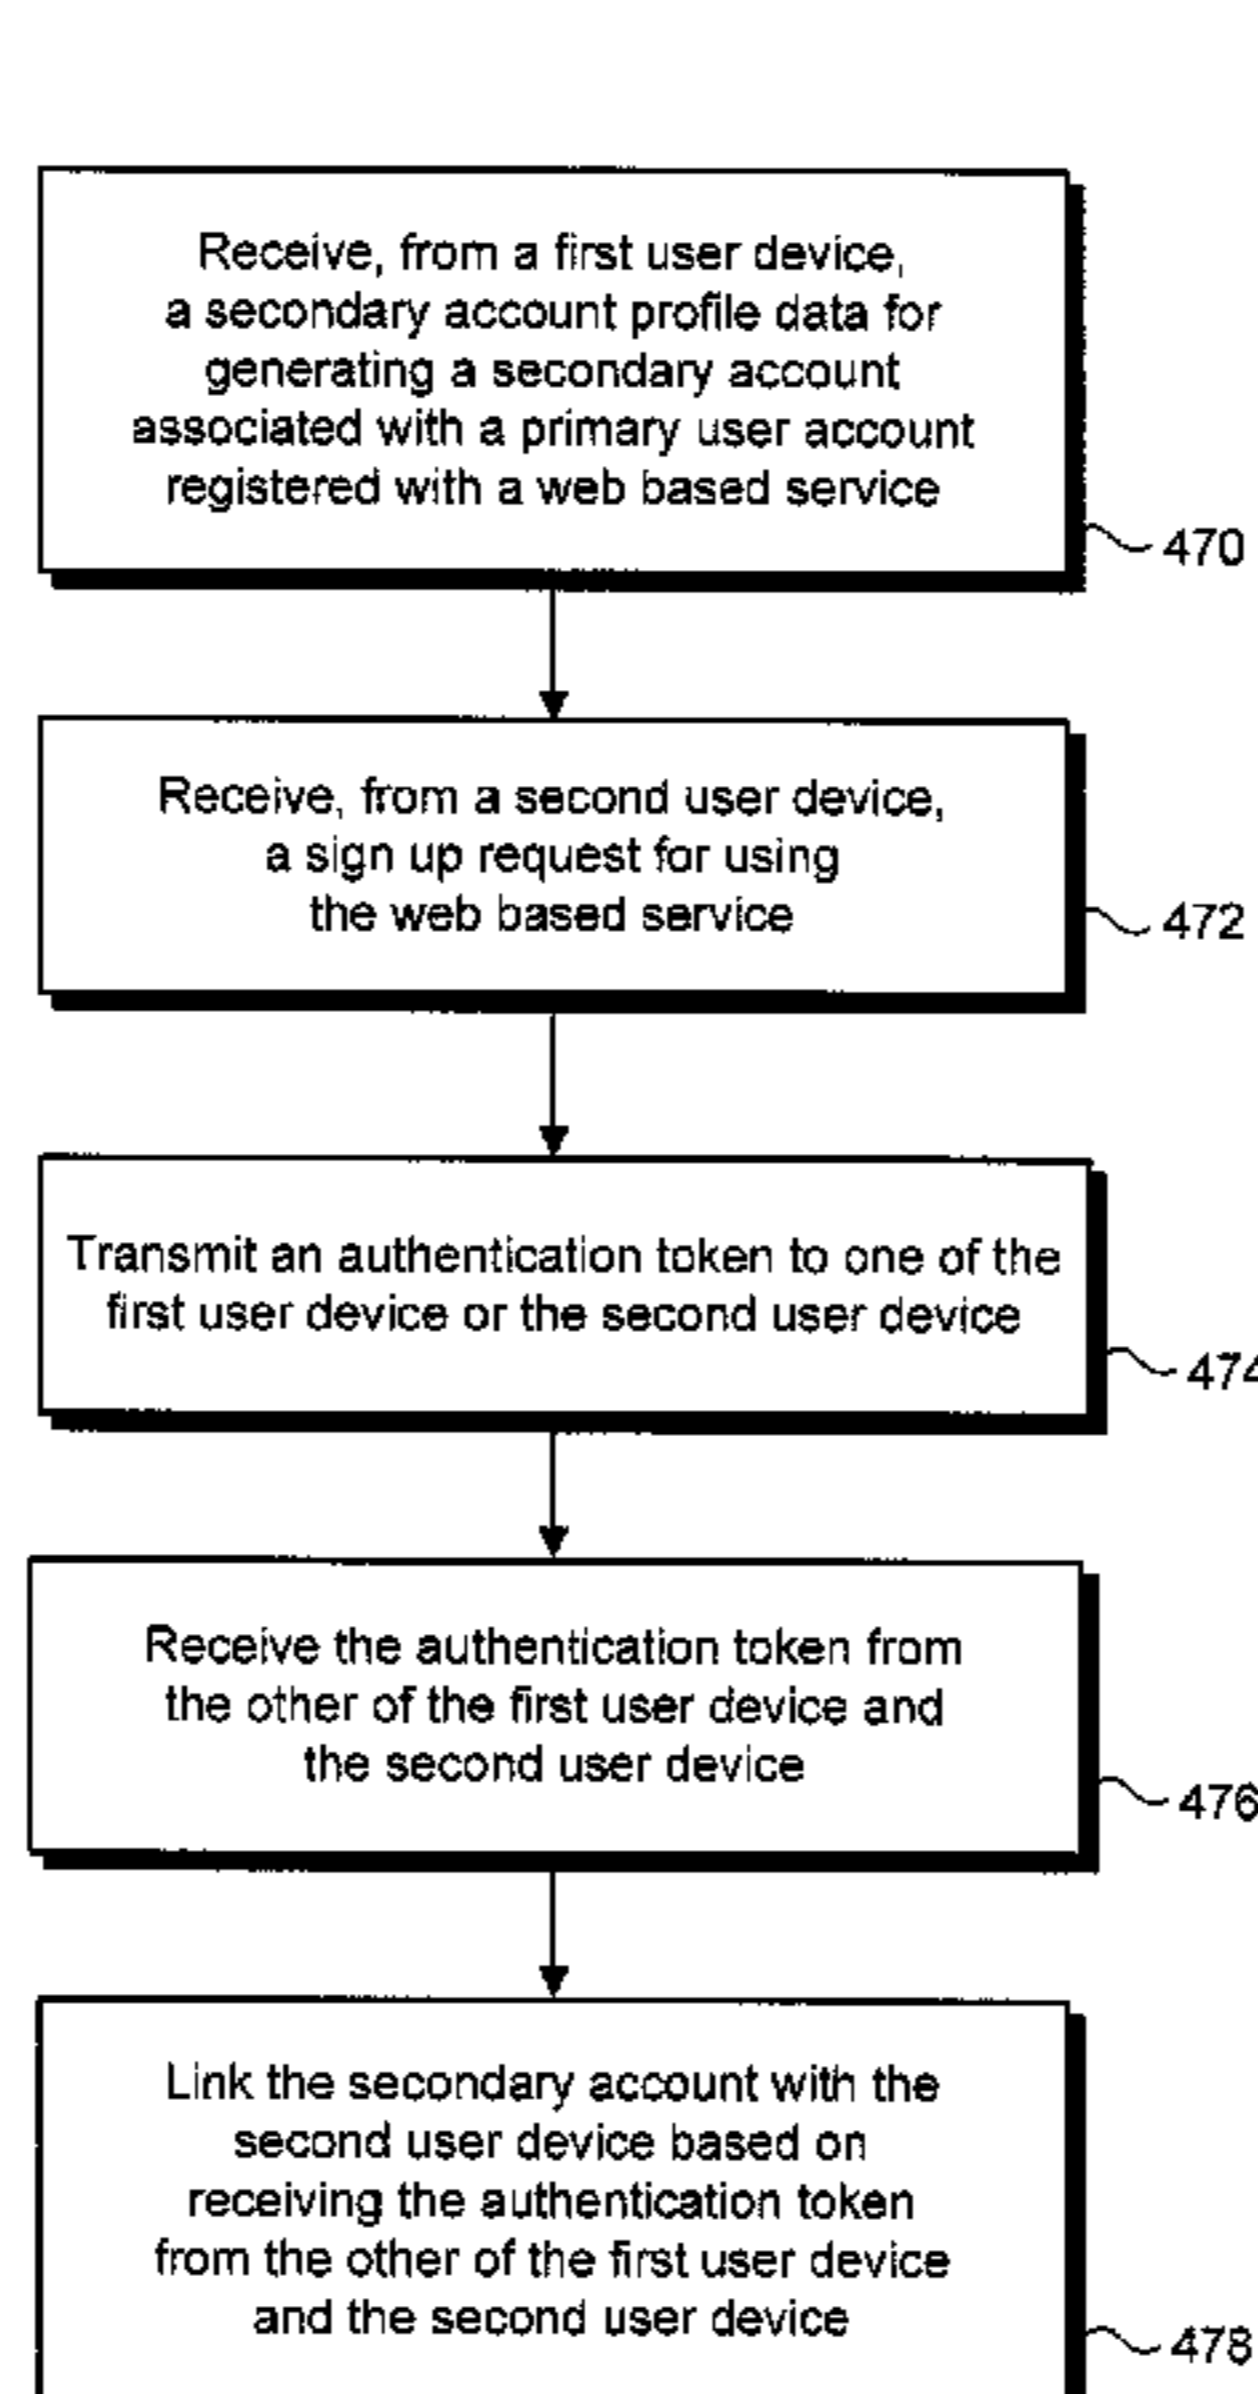 Receive, from a first user device,
a secondary account profile data for
generating a secondary account
associated with a primary user account
registered with a web based service
470
Receive, from a second user device,
a sign up request for using
the web based service
472
Transmit an authentication token to one of the
first user device or the second user device
474
Receive the authentication token from
the other of the first user device and
the second user device
476
Link the secondary account with the
second user device based on
receiving the authentication token
from the other of the first user device
and the second user device
478